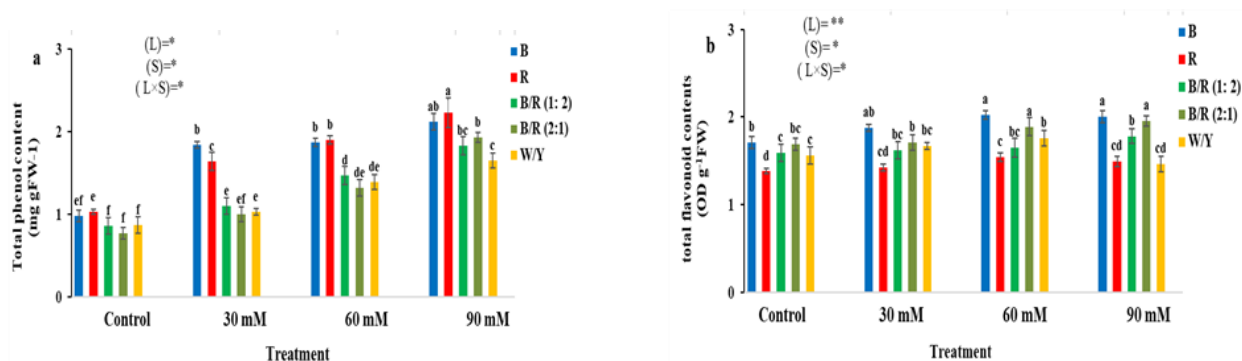 a
(L)=*
(S)=*
( L×S)=*
Total phenol content
(mg gFW-1)
3
2
1
0
ef e f f f
b c e ef e
b b d de de
ab a bc b c
Control 30 mM 60 mM 90 mM
Treatment
B
R
B/R (1: 2)
B/R (2:1)
W/Y
b
(L)= **
(S)= *
( L×S)=*
total flavonoid contents
(OD g-1FW)
3
2
1
0
b d c bc c
ab cd bc b b
a c bc a b
a cd b a cd
Control 30 mM 60 mM 90 mM
Treatment
B
R
B/R (1: 2)
B/R (2:1)
W/Y